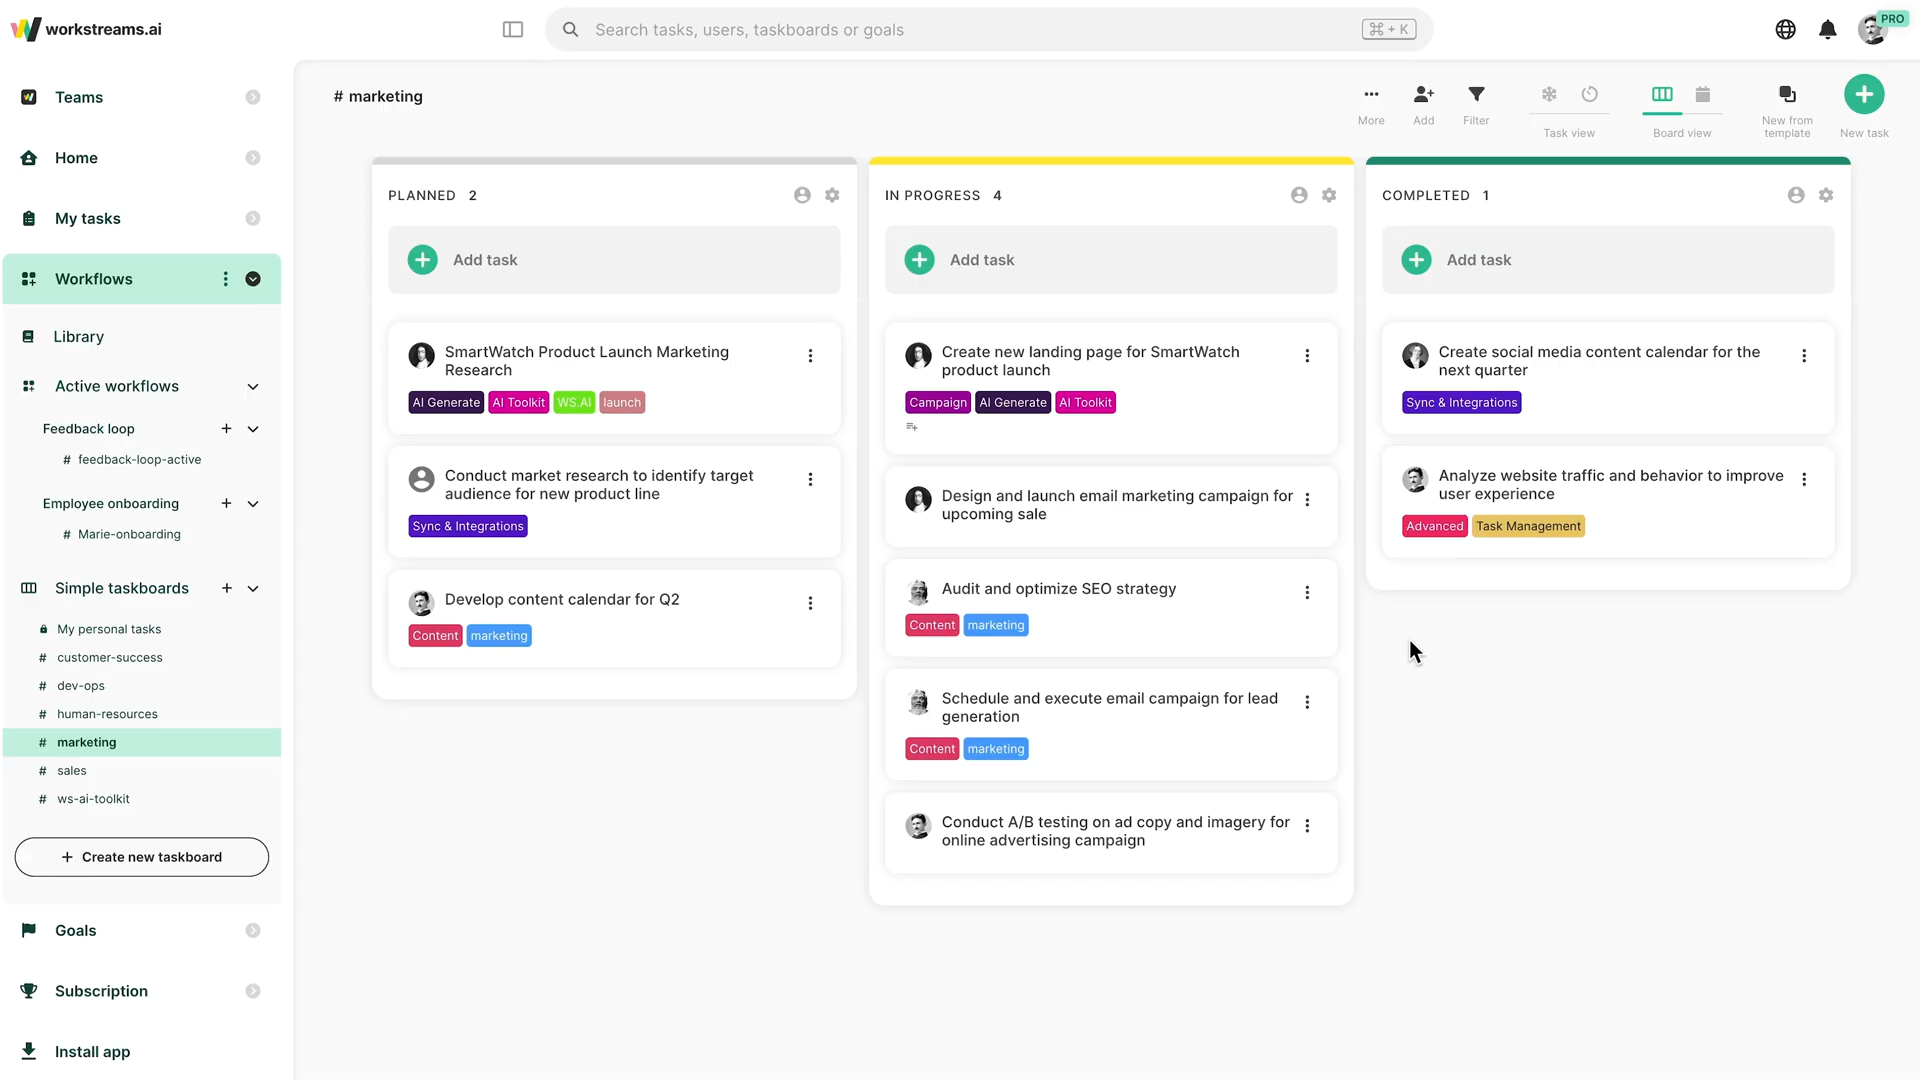 workstreams.ai
Search tasks, users, taskboards or goals
⌘ + K
PRO
Teams
Home
My tasks
Workflows
Library
Active workflows
Feedback loop
# feedback-loop-active
Employee onboarding
# Marie-onboarding
Simple taskboards
My personal tasks
# customer-success
# dev-ops
# human-resources
# marketing
# sales
# ws-ai-toolkit
+ Create new taskboard
Goals
Subscription
Install app
# marketing
More
Add
Filter
Task view
Board view
New from
template
New task
PLANNED 2
Add task
SmartWatch Product Launch Marketing
Research
AI Generate AI Toolkit WS.AI launch
Conduct market research to identify target
audience for new product line
Sync & Integrations
Develop content calendar for Q2
Content marketing
IN PROGRESS 4
Add task
Create new landing page for SmartWatch
product launch
Campaign AI Generate AI Toolkit
Design and launch email marketing campaign for
upcoming sale
Audit and optimize SEO strategy
Content marketing
Schedule and execute email campaign for lead
generation
Content marketing
Conduct A/B testing on ad copy and imagery for
online advertising campaign
COMPLETED 1
Add task
Create social media content calendar for the
next quarter
Sync & Integrations
Analyze website traffic and behavior to improve
user experience
Advanced Task Management